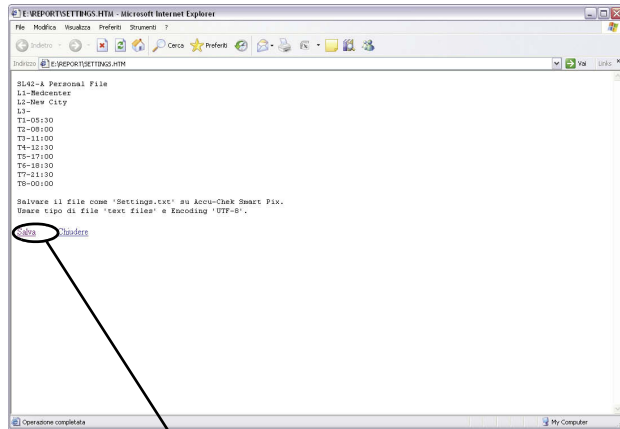 E:\REPORT\SETTINGS.HTM - Microsoft Internet Explorer
File Modifica Visualizza Preferiti Strumenti ?
Indietro Cerca Preferiti
Indirizzo E:\REPORT\SETTINGS.HTM Vai Links »
SL42-A Personal File
L1-Medcenter
L2-New City
L3-
T1-05:30
T2-08:00
T3-11:00
T4-12:30
T5-17:00
T6-18:30
T7-21:30
T8-00:00
Salvare il file come 'Settings.txt' su Accu-Chek Smart Pix.
Usare tipo di file 'text files' e Encoding 'UTF-8'.
Salva Chiudere
Operazione completata My Computer